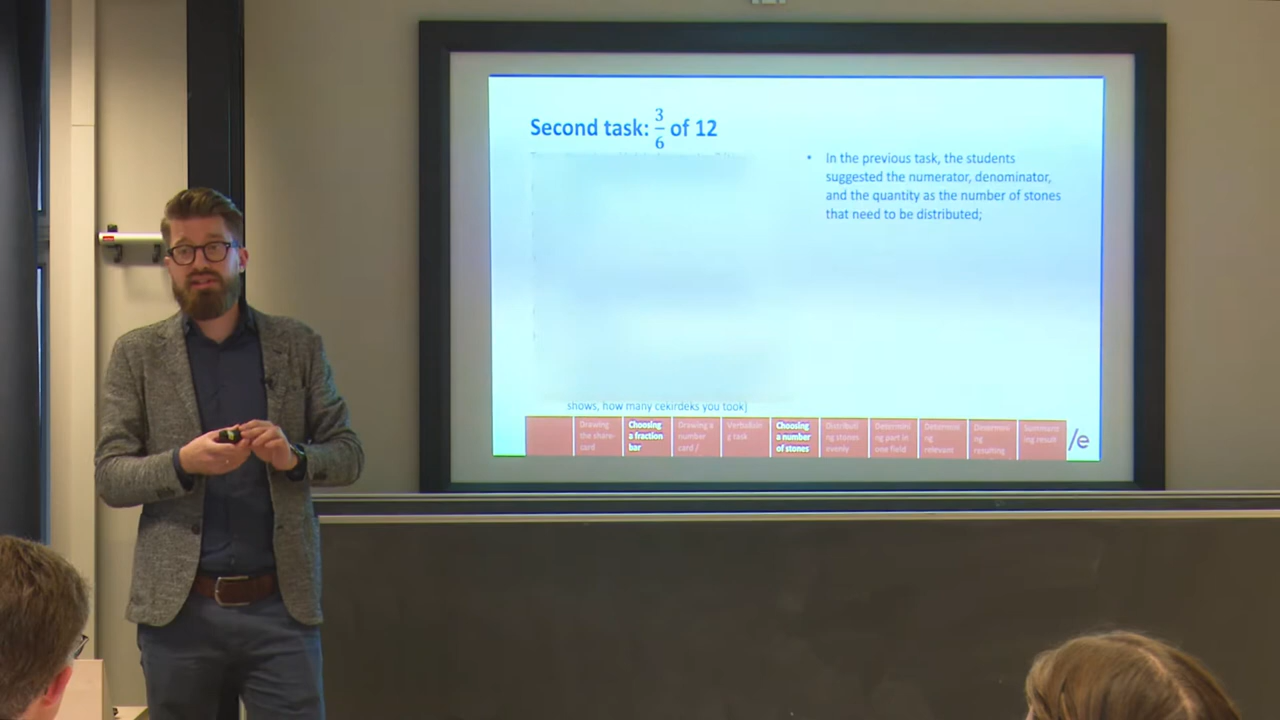 Second task: 3/6 of 12
• In the previous task, the students
suggested the numerator, denominator,
and the quantity as the number of stones
that need to be distributed;
shows, how many cekirdeks you took]
Drawing
the share-
card
Choosing
a fraction
bar
Drawing a
number
card /
Verbalizin
g task
Choosing
a number
of stones
Distributi
ng stones
evenly
Determini
ng part in
one field
Determini
ng
relevant
Determini
ng
resulting
Summariz
ing result
/e